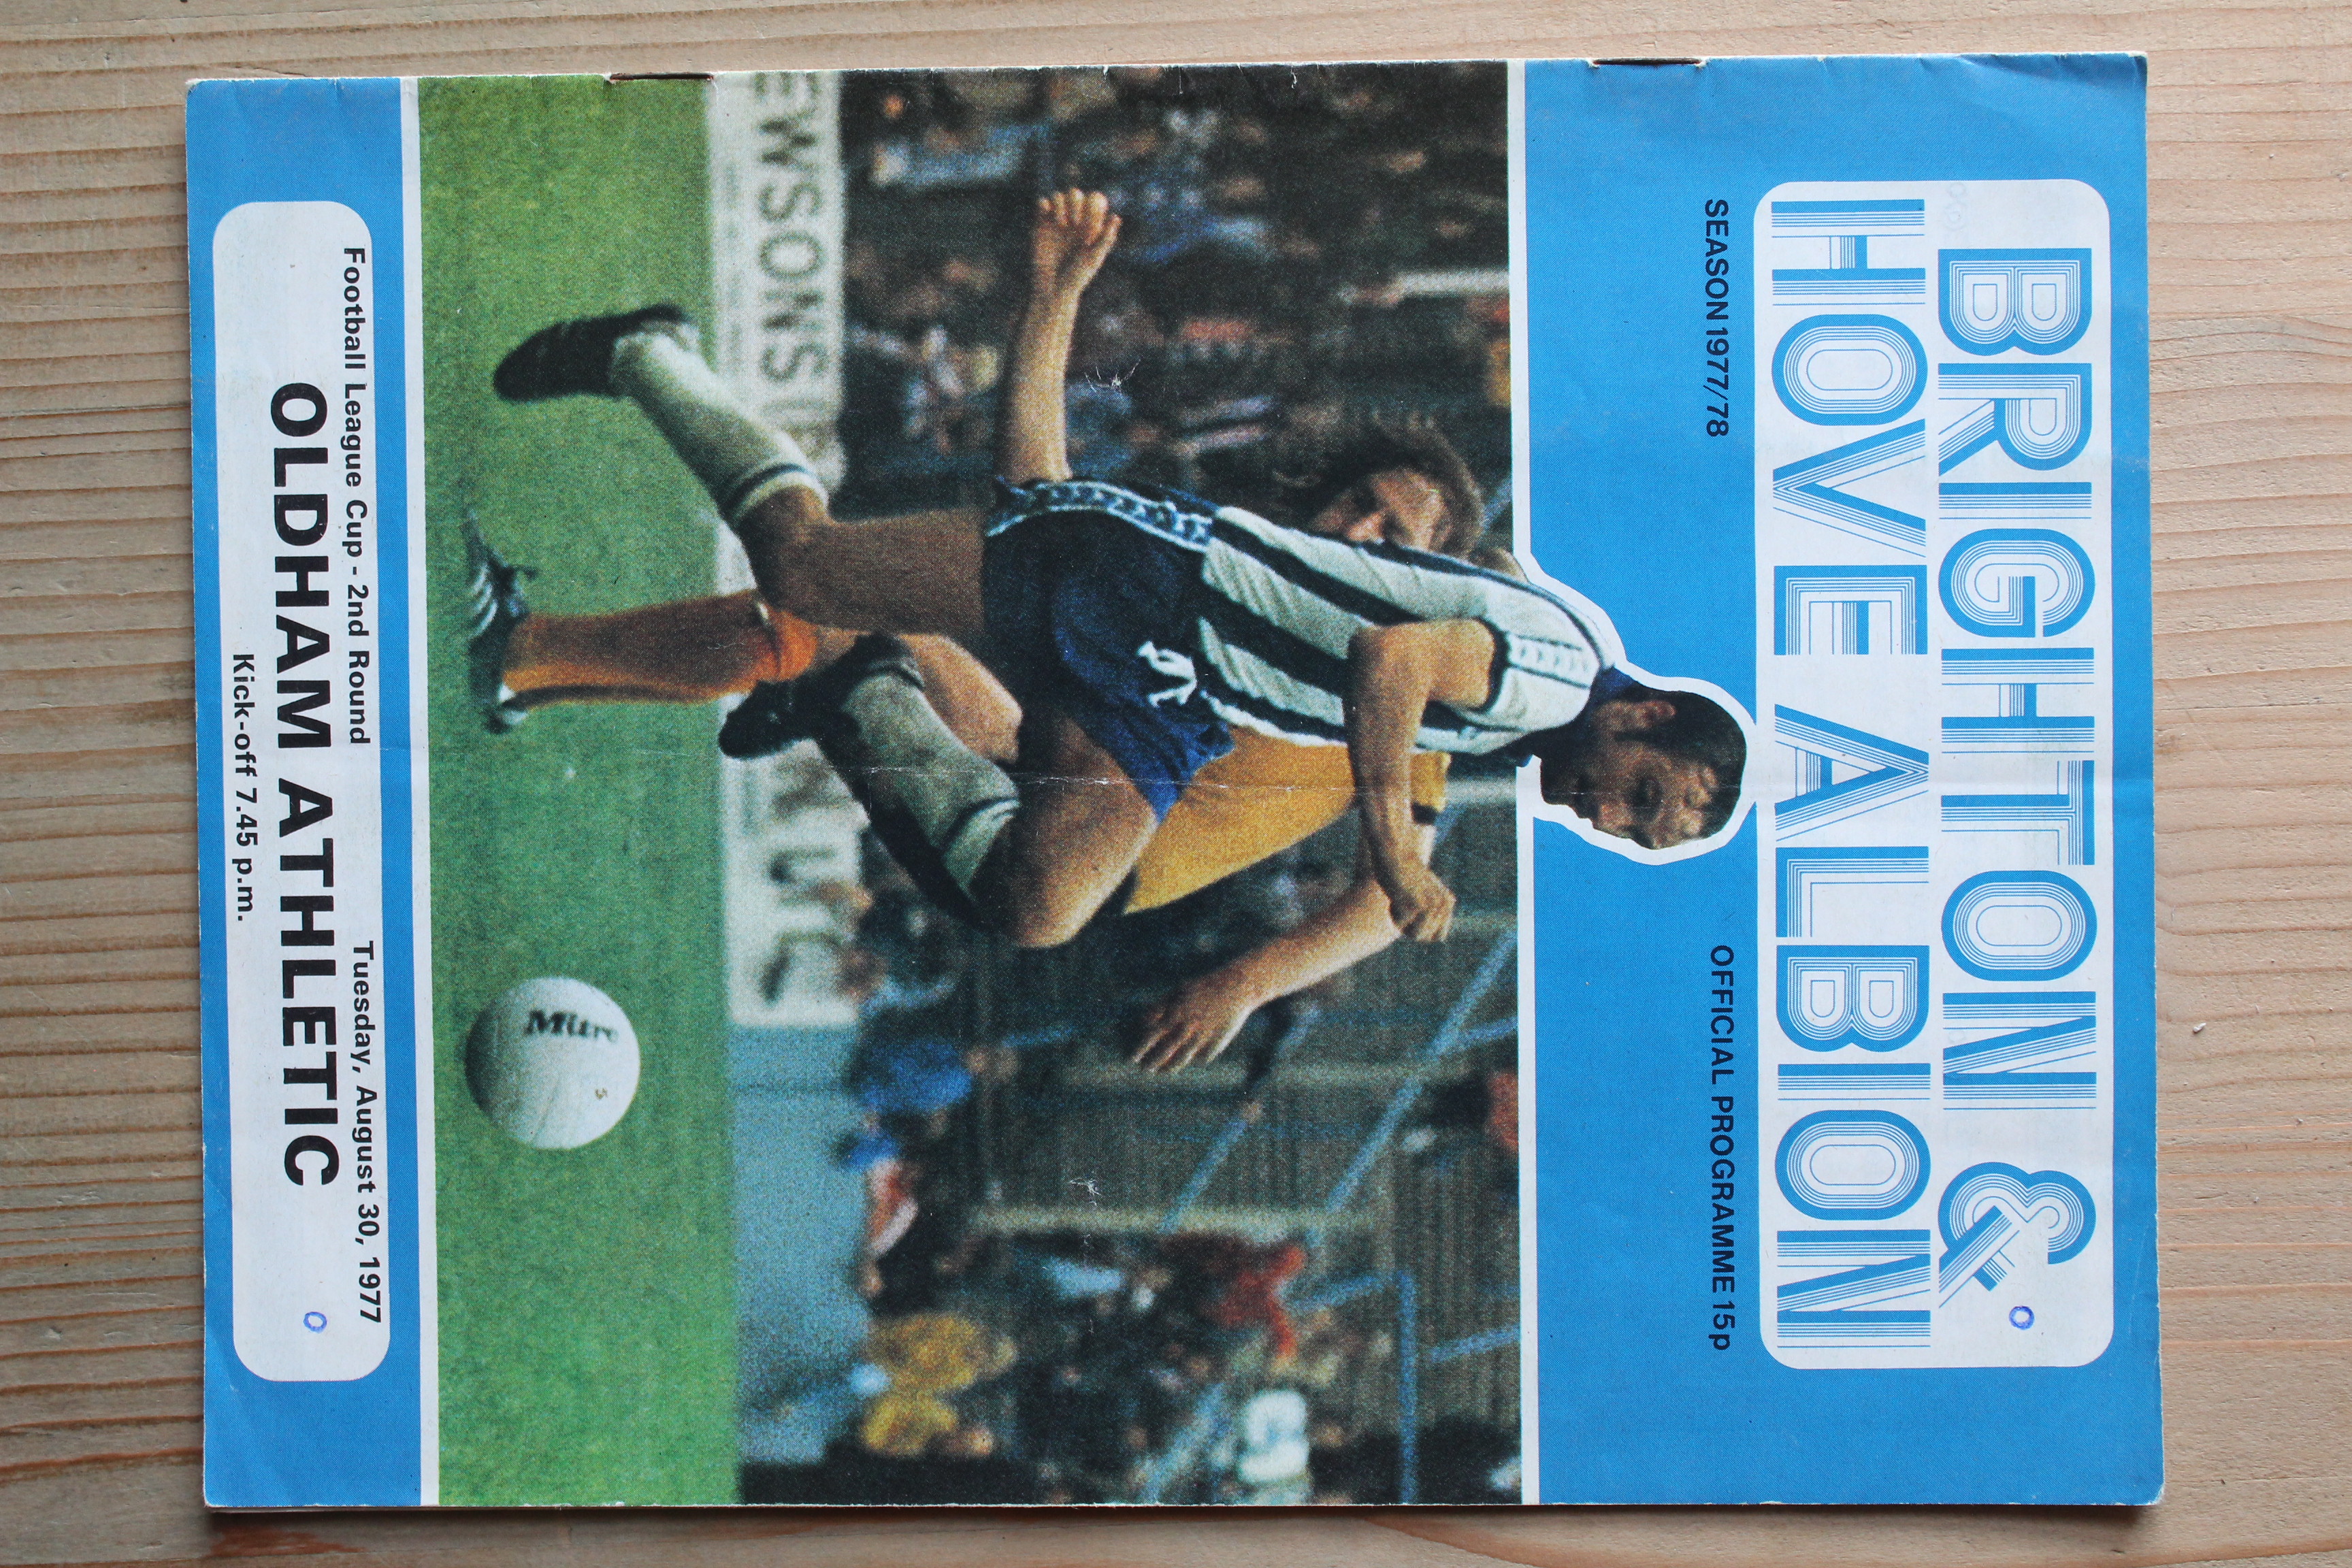 BRIGHTON &
HOVE ALBION
SEASON 1977/78
OFFICIAL PROGRAMME 15p
Mitre
5
Football League Cup - 2nd Round
Tuesday, August 30, 1977
OLDHAM ATHLETIC
Kick-off 7.45 p.m.